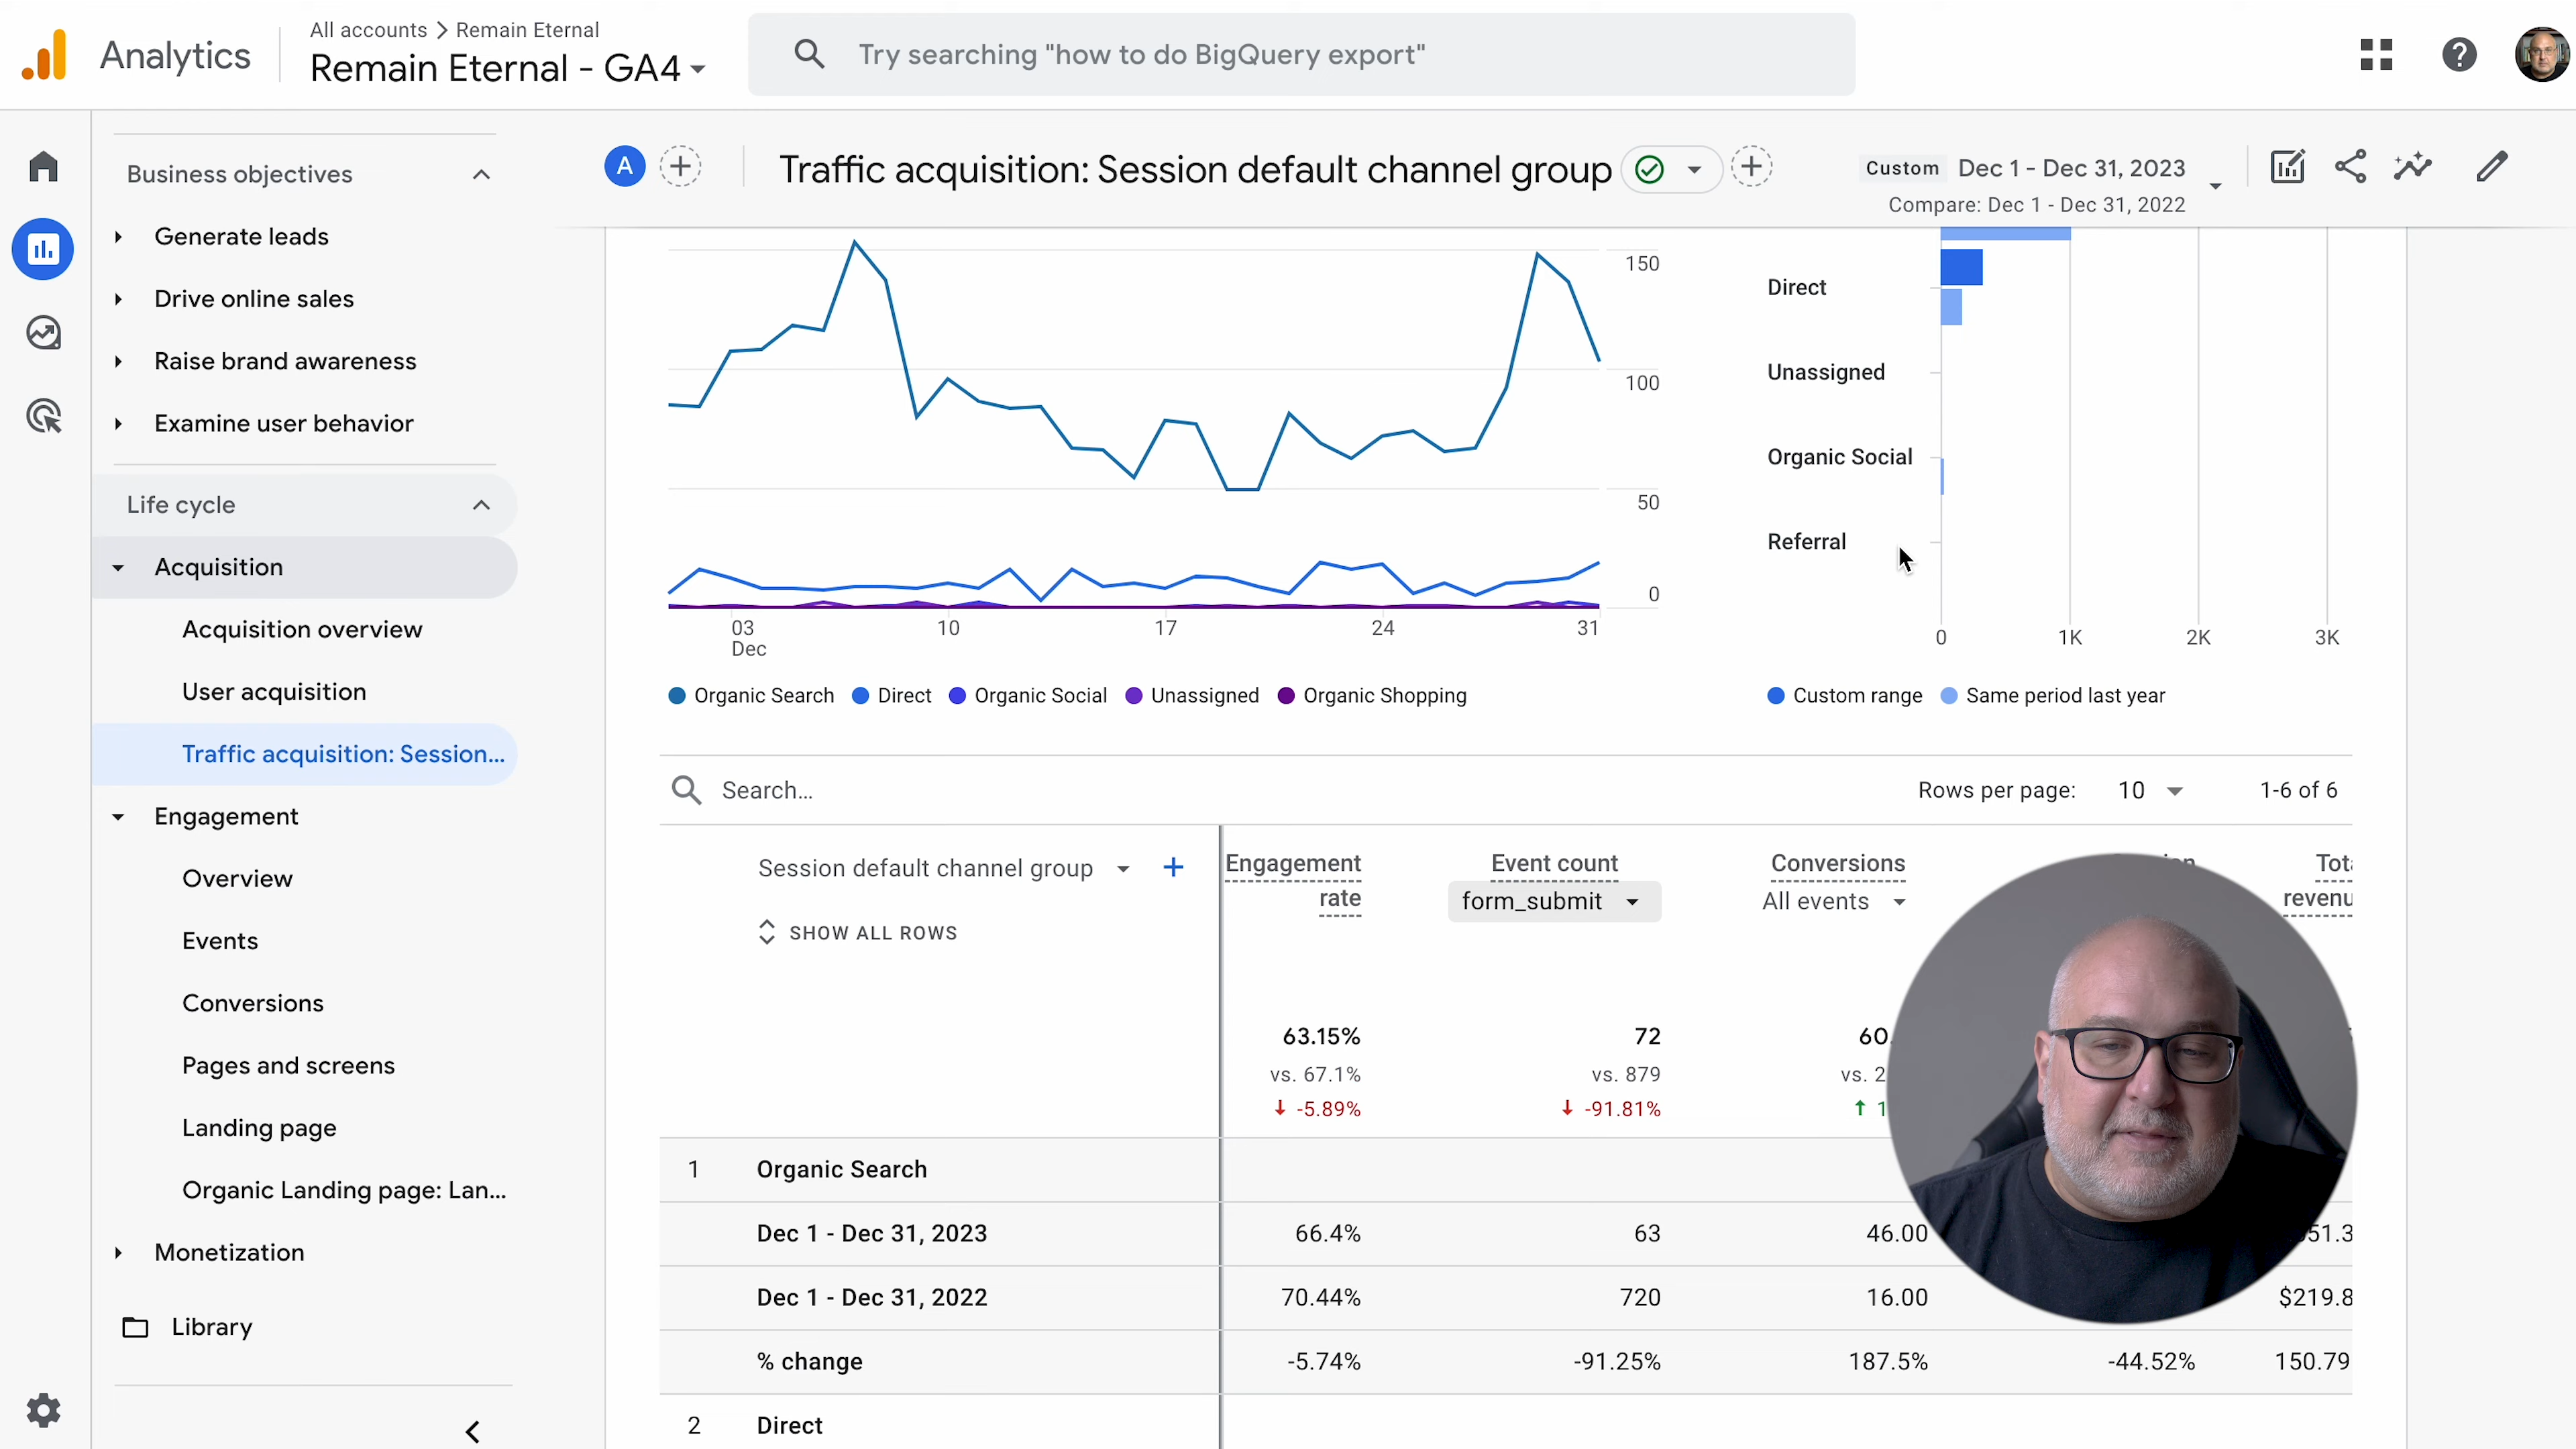 Analytics
All accounts > Remain Eternal
Remain Eternal - GA4
Try searching "how to do BigQuery export"
Business objectives
Generate leads
Drive online sales
Raise brand awareness
Examine user behavior
Life cycle
Acquisition
Acquisition overview
User acquisition
Traffic acquisition: Session...
Engagement
Overview
Events
Conversions
Pages and screens
Landing page
Organic Landing page: Lan...
Monetization
Library
A
Traffic acquisition: Session default channel group
Custom Dec 1 - Dec 31, 2023
Compare: Dec 1 - Dec 31, 2022
150
100
50
0
03 10 17 24 31
Dec
Organic Search Direct Organic Social Unassigned Organic Shopping
Direct
Unassigned
Organic Social
Referral
0 1K 2K 3K
Custom range Same period last year
Search...
Rows per page: 10 1-6 of 6
Session default channel group
SHOW ALL ROWS
Engagement
rate
Event count
form_submit
Conversions
All events
63.15% 72 60.
vs. 67.1% vs. 879 vs. 2
-5.89% -91.81% 1
1 Organic Search
Dec 1 - Dec 31, 2023 66.4% 63 46.00 51.3
Dec 1 - Dec 31, 2022 70.44% 720 16.00 $219.8
% change -5.74% -91.25% 187.5% -44.52% 150.79
2 Direct